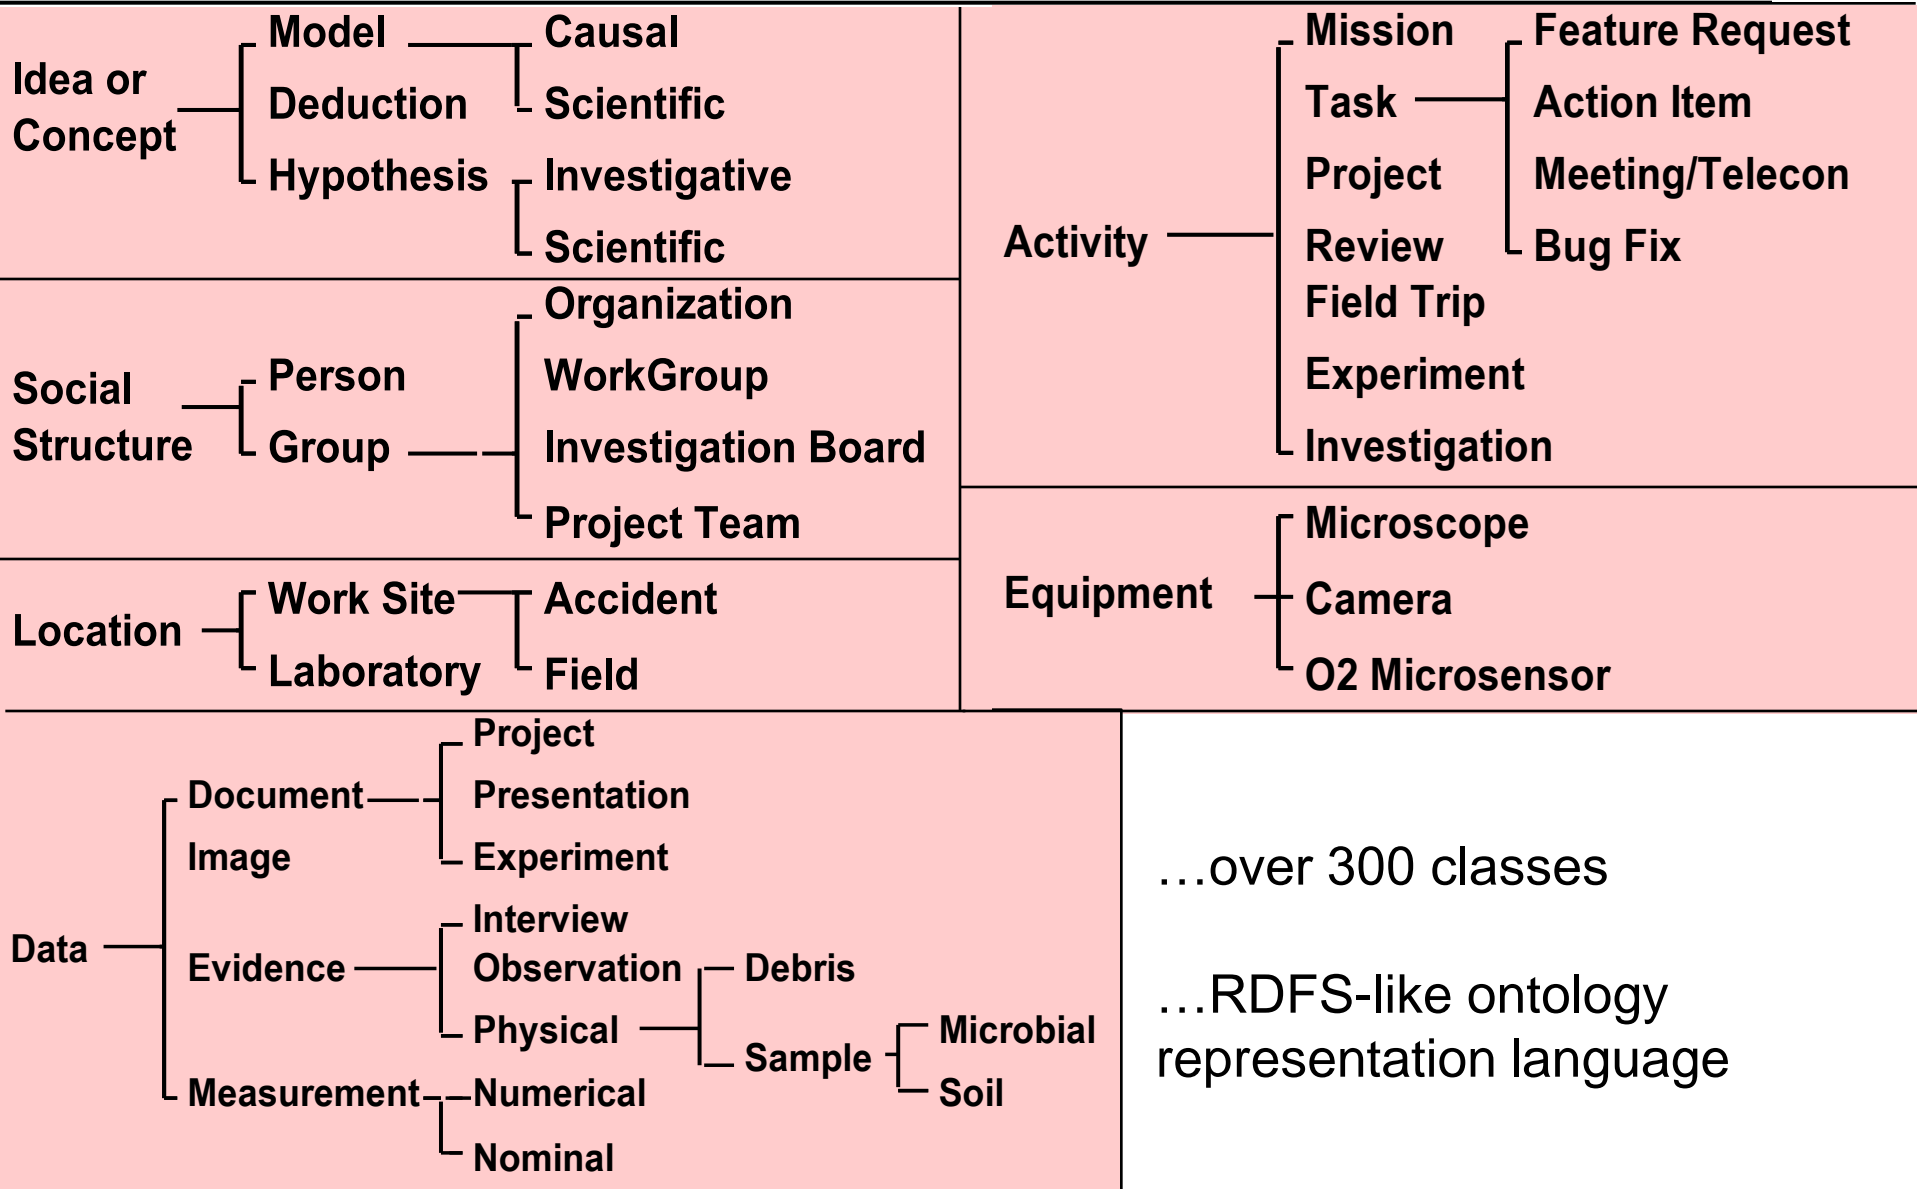 Idea or
Concept
Model
Causal
Deduction
Scientific
Hypothesis
Investigative
Scientific
Social
Structure
Person
Group
Organization
WorkGroup
Investigation Board
Project Team
Location
Work Site
Accident
Laboratory
Field
Activity
Mission
Task
Project
Review
Field Trip
Experiment
Investigation
Feature Request
Action Item
Meeting/Telecon
Bug Fix
Equipment
Microscope
Camera
O2 Microsensor
Data
Document
Project
Presentation
Experiment
Image
Evidence
Interview
Observation
Physical
Debris
Sample
Microbial
Soil
Measurement
Numerical
Nominal
…over 300 classes
…RDFS-like ontology
representation language